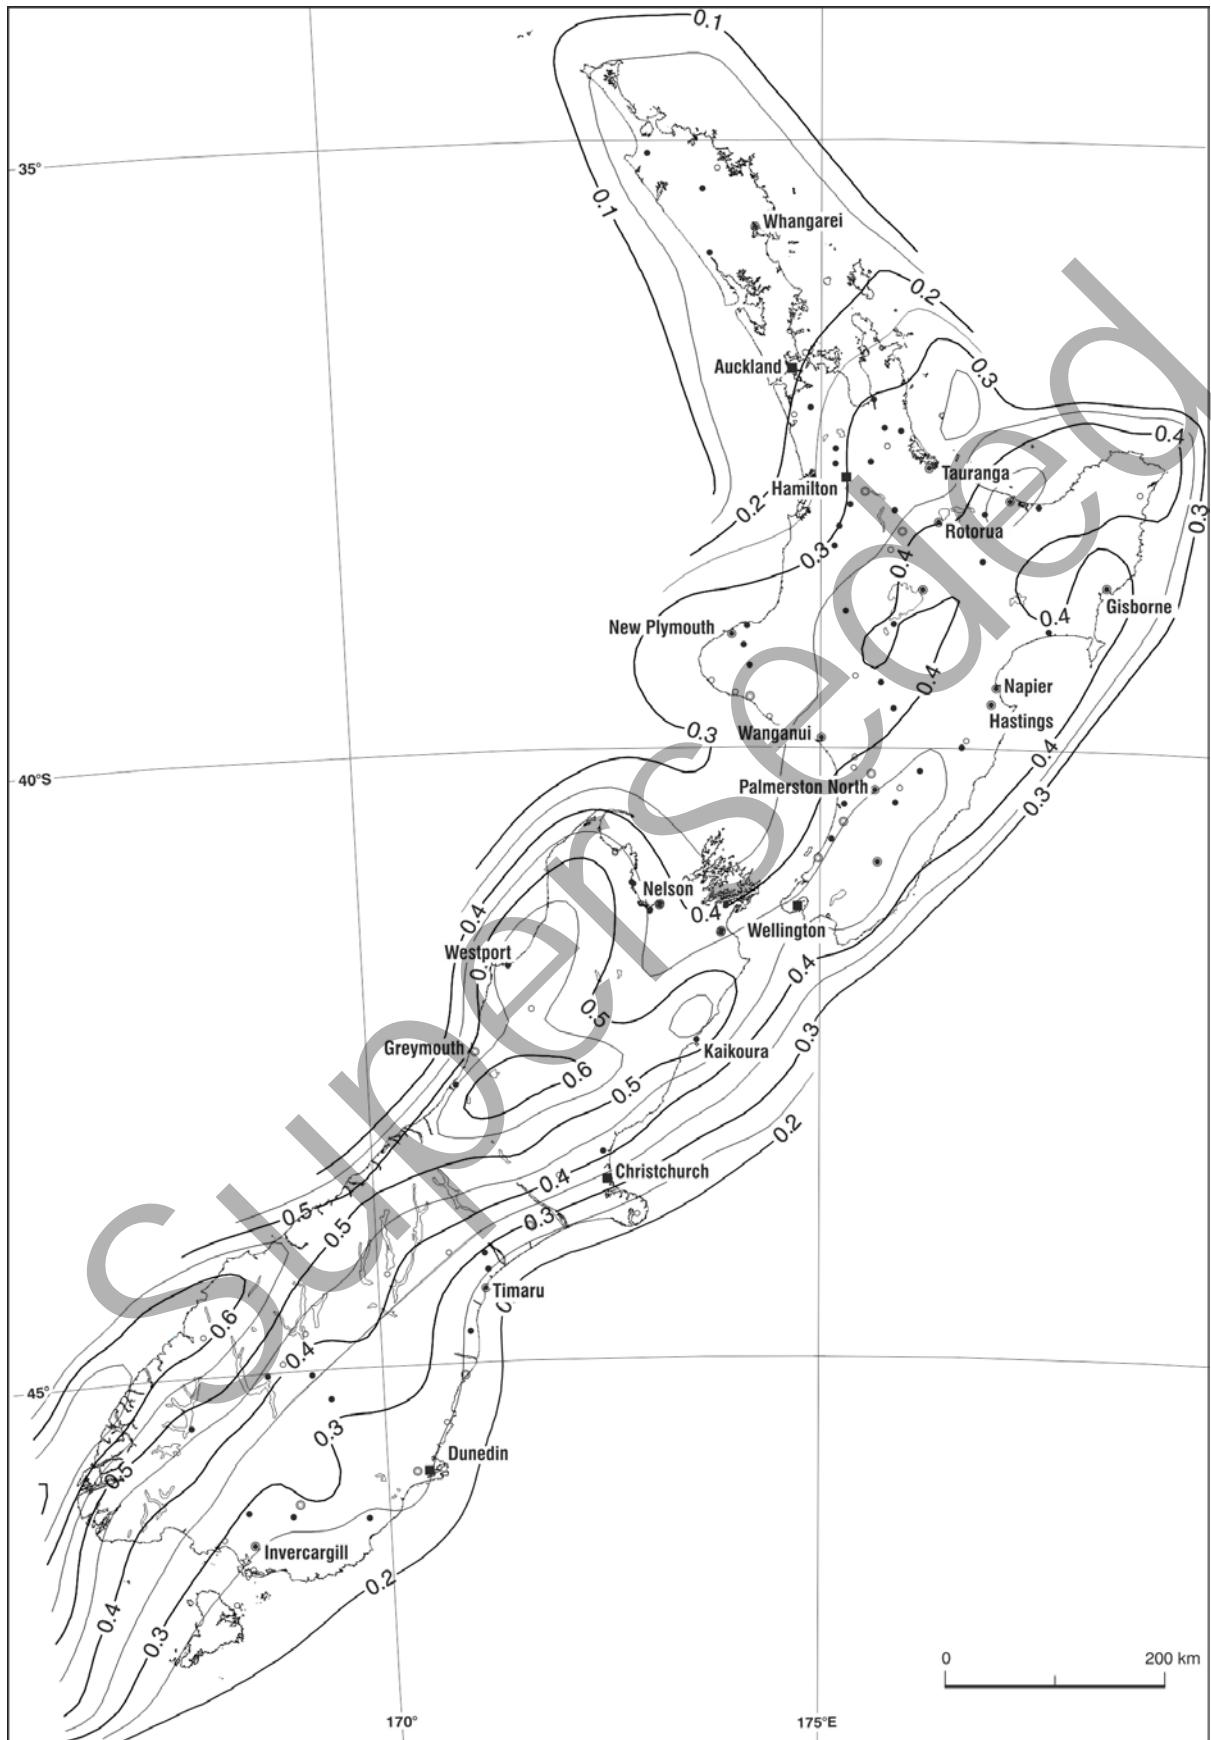 0.1
35°
0.1
Whangarei
0.2
Auckland
0.3
0.4
Tauranga
Hamilton
0.2
0.3
Rotorua
0.3
0.4
Gisborne
0.4
New Plymouth
0.4
Napier
Hastings
0.3
Wanganui
0.4
40°S
Palmerston North
0.3
Nelson
0.4
0.4
Wellington
Westport
0.4
0.5
0.3
Greymouth
Kaikoura
0.6
0.5
0.2
Christchurch
0.4
0.5
0.3
0.5
Timaru
0.6
0.4
45°
0.3
Dunedin
0.5
Invercargill
0.2
0.4
0.3
0
200 km
170°
175°E
Superseded